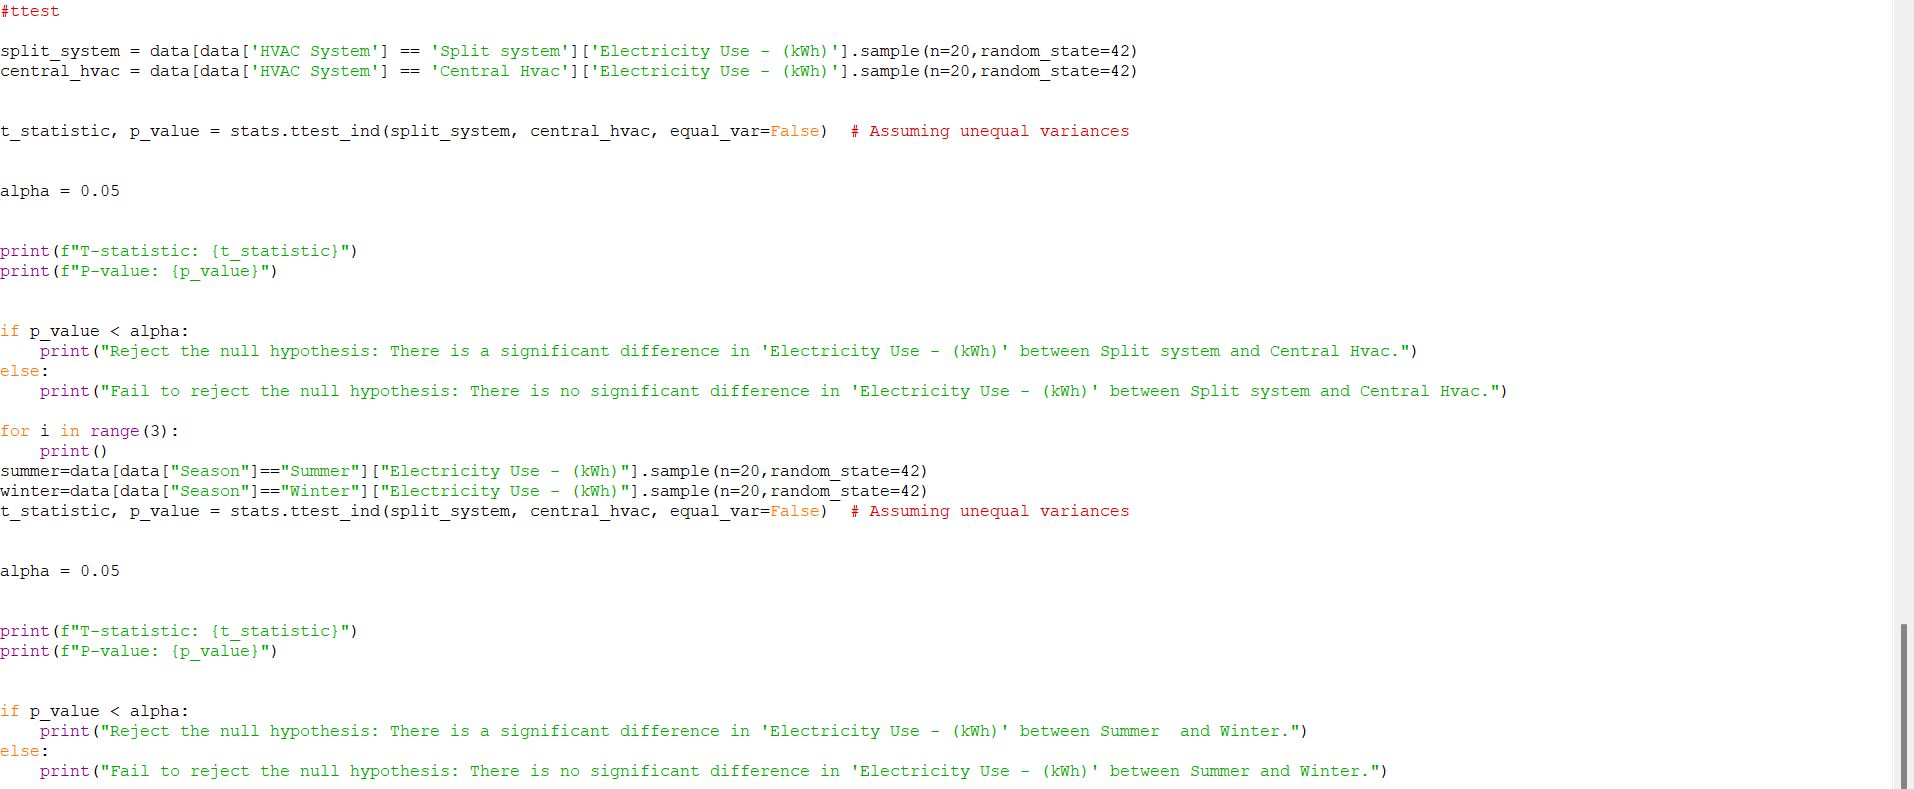 #ttest
split_system = data[data['HVAC System'] == 'Split system']['Electricity Use - (kWh)'].sample(n=20,random_state=42)
central_hvac = data[data['HVAC System'] == 'Central Hvac']['Electricity Use - (kWh)'].sample(n=20,random_state=42)
t_statistic, p_value = stats.ttest_ind(split_system, central_hvac, equal_var=False)  # Assuming unequal variances
alpha = 0.05
print(f"T-statistic: {t_statistic}")
print(f"P-value: {p_value}")
if p_value < alpha:
    print("Reject the null hypothesis: There is a significant difference in 'Electricity Use - (kWh)' between Split system and Central Hvac.")
else:
    print("Fail to reject the null hypothesis: There is no significant difference in 'Electricity Use - (kWh)' between Split system and Central Hvac.")
for i in range(3):
    print()
summer=data[data["Season"]=="Summer"]["Electricity Use - (kWh)"].sample(n=20,random_state=42)
winter=data[data["Season"]=="Winter"]["Electricity Use - (kWh)"].sample(n=20,random_state=42)
t_statistic, p_value = stats.ttest_ind(split_system, central_hvac, equal_var=False)  # Assuming unequal variances
alpha = 0.05
print(f"T-statistic: {t_statistic}")
print(f"P-value: {p_value}")
if p_value < alpha:
    print("Reject the null hypothesis: There is a significant difference in 'Electricity Use - (kWh)' between Summer  and Winter.")
else:
    print("Fail to reject the null hypothesis: There is no significant difference in 'Electricity Use - (kWh)' between Summer and Winter.")